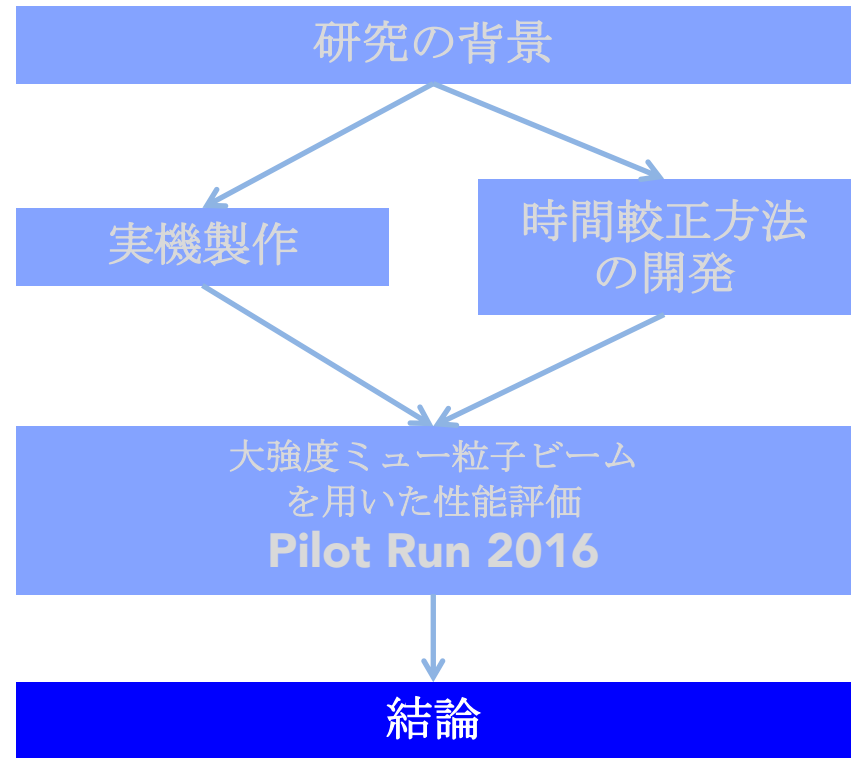 研究の背景
実機製作
時間較正方法
の開発
大強度ミュー粒子ビーム
を用いた性能評価
Pilot Run 2016
結論